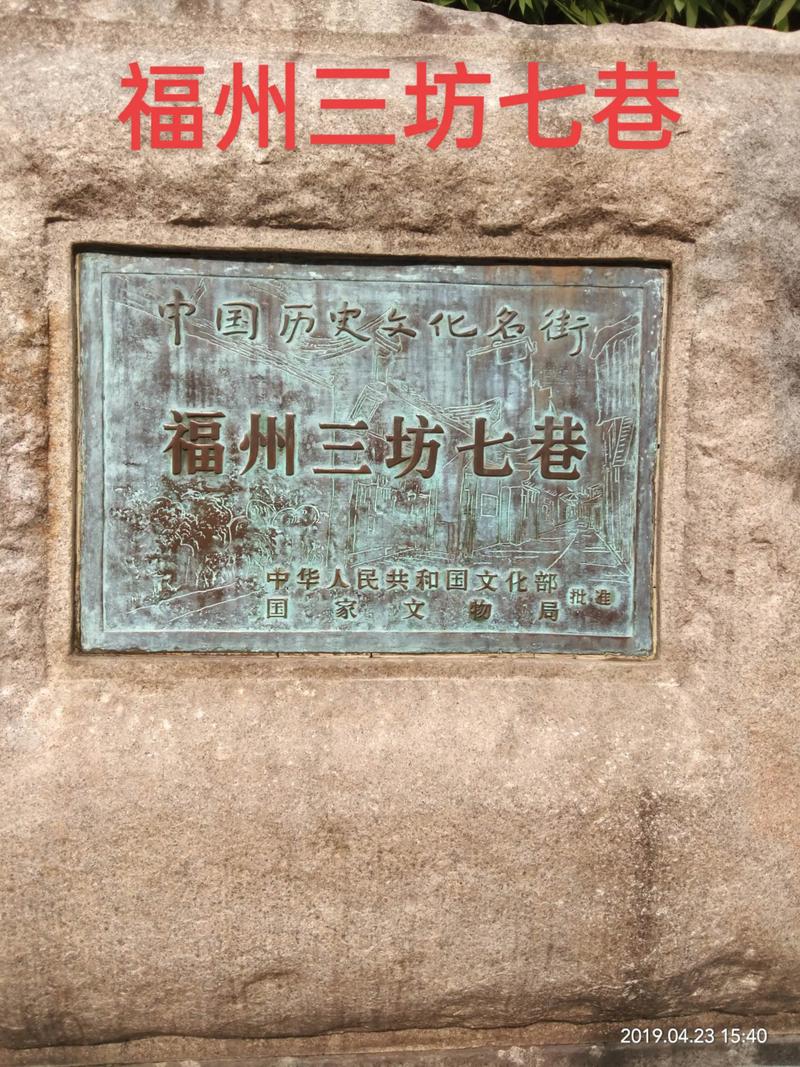 福州三坊七巷
中国历史文化名街
福州三坊七巷
中华人民共和国文化部
国家文物局 批准
2019.04.23 15:40